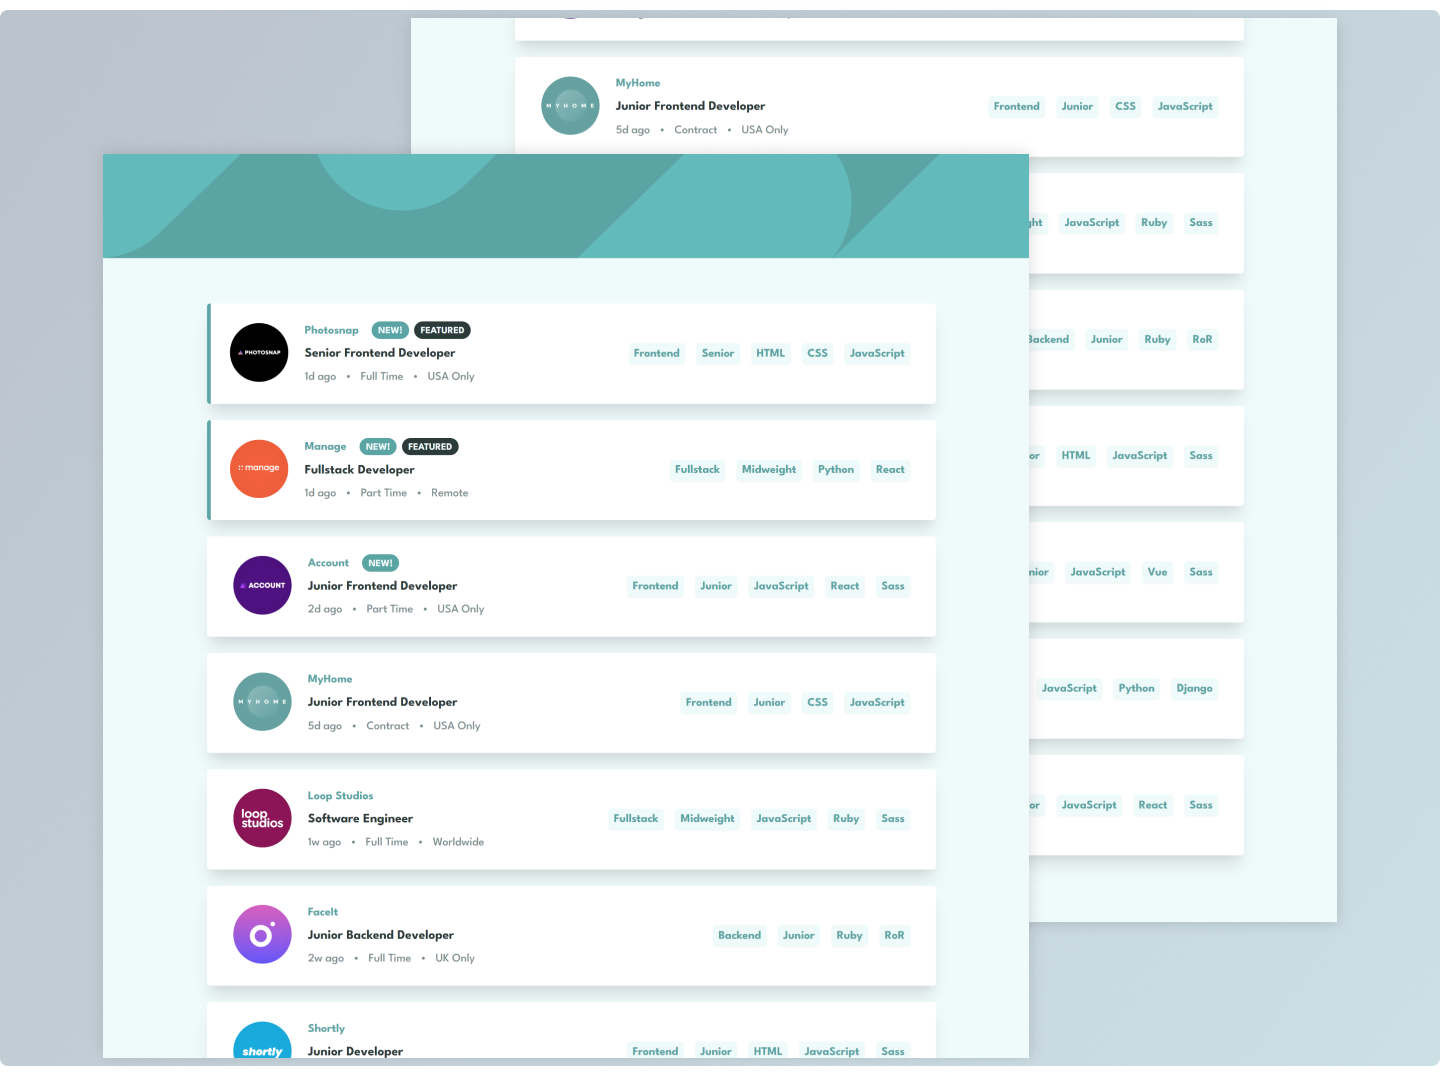 MYHOME
MyHome
Junior Frontend Developer
5d ago • Contract • USA Only
Frontend Junior CSS JavaScript
JavaScript Ruby Sass
Junior Ruby RoR
HTML JavaScript Sass
JavaScript Vue Sass
JavaScript Python Django
JavaScript React Sass
PHOTOSNAP
Photosnap NEW! FEATURED
Senior Frontend Developer
1d ago • Full Time • USA Only
Frontend Senior HTML CSS JavaScript
manage
Manage NEW! FEATURED
Fullstack Developer
1d ago • Part Time • Remote
Fullstack Midweight Python React
ACCOUNT
Account NEW!
Junior Frontend Developer
2d ago • Part Time • USA Only
Frontend Junior JavaScript React Sass
MYHOME
MyHome
Junior Frontend Developer
5d ago • Contract • USA Only
Frontend Junior CSS JavaScript
loop
studios
Loop Studios
Software Engineer
1w ago • Full Time • Worldwide
Fullstack Midweight JavaScript Ruby Sass
FaceIt
Junior Backend Developer
2w ago • Full Time • UK Only
Backend Junior Ruby RoR
shortly
Shortly
Junior Developer
Frontend Junior HTML JavaScript Sass